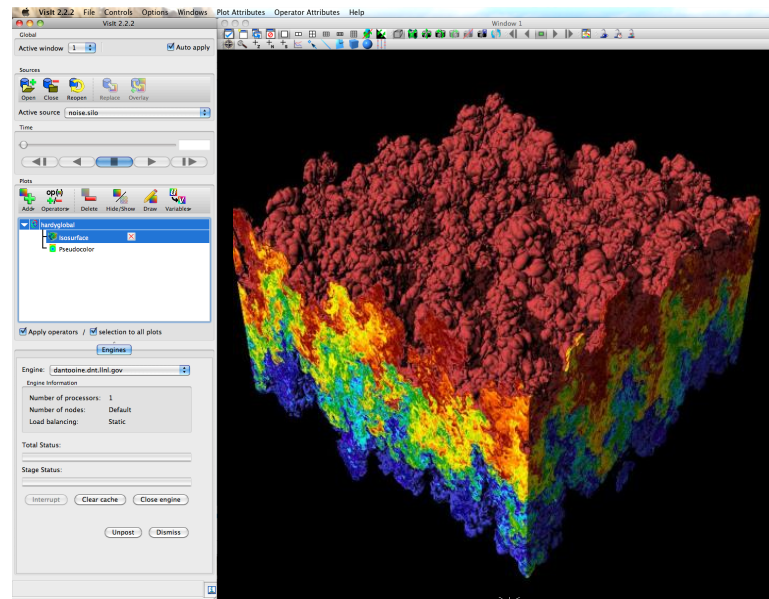 VisIt 2.2.2 File Controls Options Windows Plot Attributes Operator Attributes Help
VisIt 2.2.2
Window 1
Global
Active window 1 Auto apply
Sources
Open Close Reopen Replace Overlay
Active source noise.silo
Time
Plots
op(n)
+/-
Add Operators Delete Hide/Show Draw Variables
hardyglobal
Isosurface
Pseudocolor
Apply operators / selection to all plots
Engines
Engine: dantooine.dnt.llnl.gov
Engine Information
Number of processors: 1
Number of nodes: Default
Load balancing: Static
Total Status:
Stage Status:
Interrupt Clear cache Close engine
Unpost Dismiss